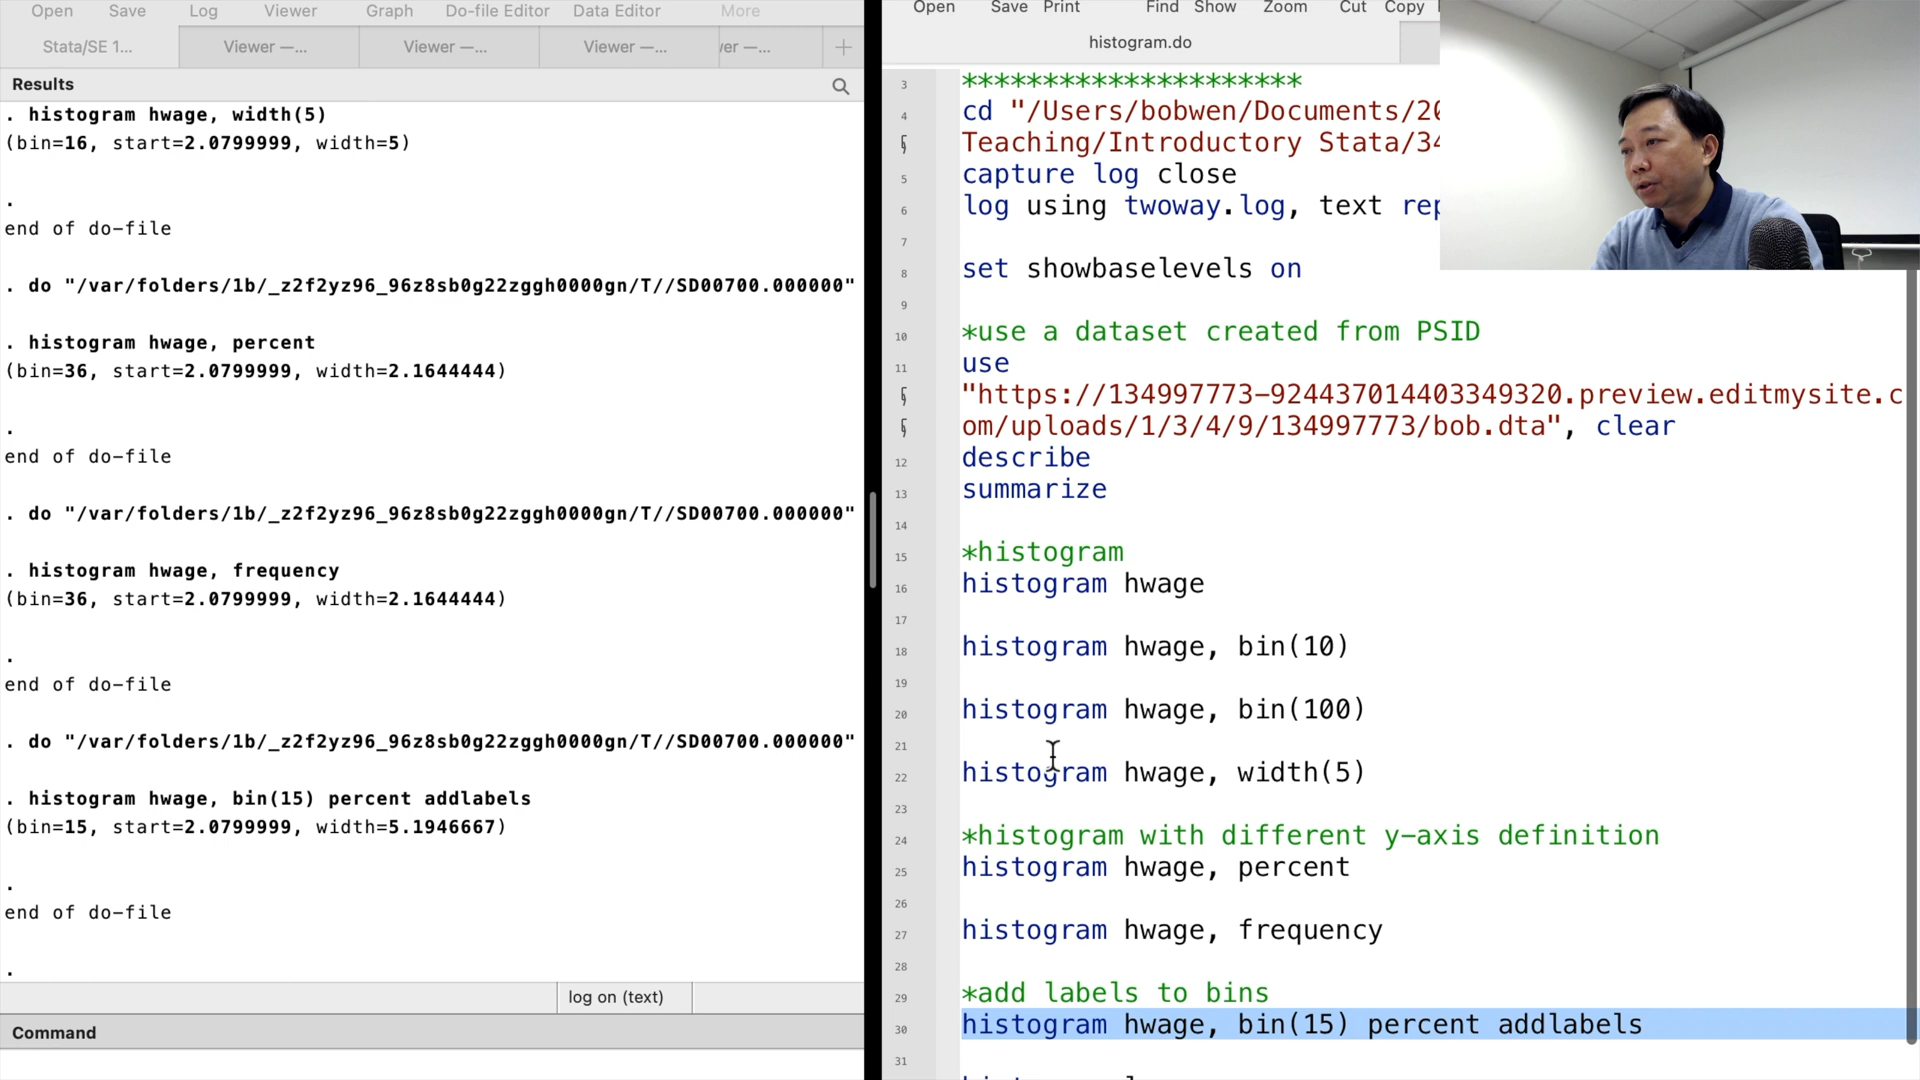 Open Save Log Viewer Graph Do-file Editor Data Editor More
Stata/SE 1... Viewer —... Viewer —... Viewer —... —... +
Results
. histogram hwage, width(5)
(bin=16, start=2.0799999, width=5)
.
end of do-file
. do "/var/folders/1b/_z2f2yz96_96z8sb0g22zggh0000gn/T//SD00700.000000"
. histogram hwage, percent
(bin=36, start=2.0799999, width=2.1644444)
.
end of do-file
. do "/var/folders/1b/_z2f2yz96_96z8sb0g22zggh0000gn/T//SD00700.000000"
. histogram hwage, frequency
(bin=36, start=2.0799999, width=2.1644444)
.
end of do-file
. do "/var/folders/1b/_z2f2yz96_96z8sb0g22zggh0000gn/T//SD00700.000000"
. histogram hwage, bin(15) percent addlabels
(bin=15, start=2.0799999, width=5.1946667)
.
end of do-file
.
log on (text)
Command
Open Save Print Find Show Zoom Cut Copy
histogram.do
3 *********************
4 cd "/Users/bobwen/Documents/20
Teaching/Introductory Stata/34
5 capture log close
6 log using twoway.log, text rep
7
8 set showbaselevels on
9
10 *use a dataset created from PSID
11 use
"https://134997773-924437014403349320.preview.editmysite.c
om/uploads/1/3/4/9/134997773/bob.dta", clear
12 describe
13 summarize
14
15 *histogram
16 histogram hwage
17
18 histogram hwage, bin(10)
19
20 histogram hwage, bin(100)
21
22 histogram hwage, width(5)
23
24 *histogram with different y-axis definition
25 histogram hwage, percent
26
27 histogram hwage, frequency
28
29 *add labels to bins
30 histogram hwage, bin(15) percent addlabels
31